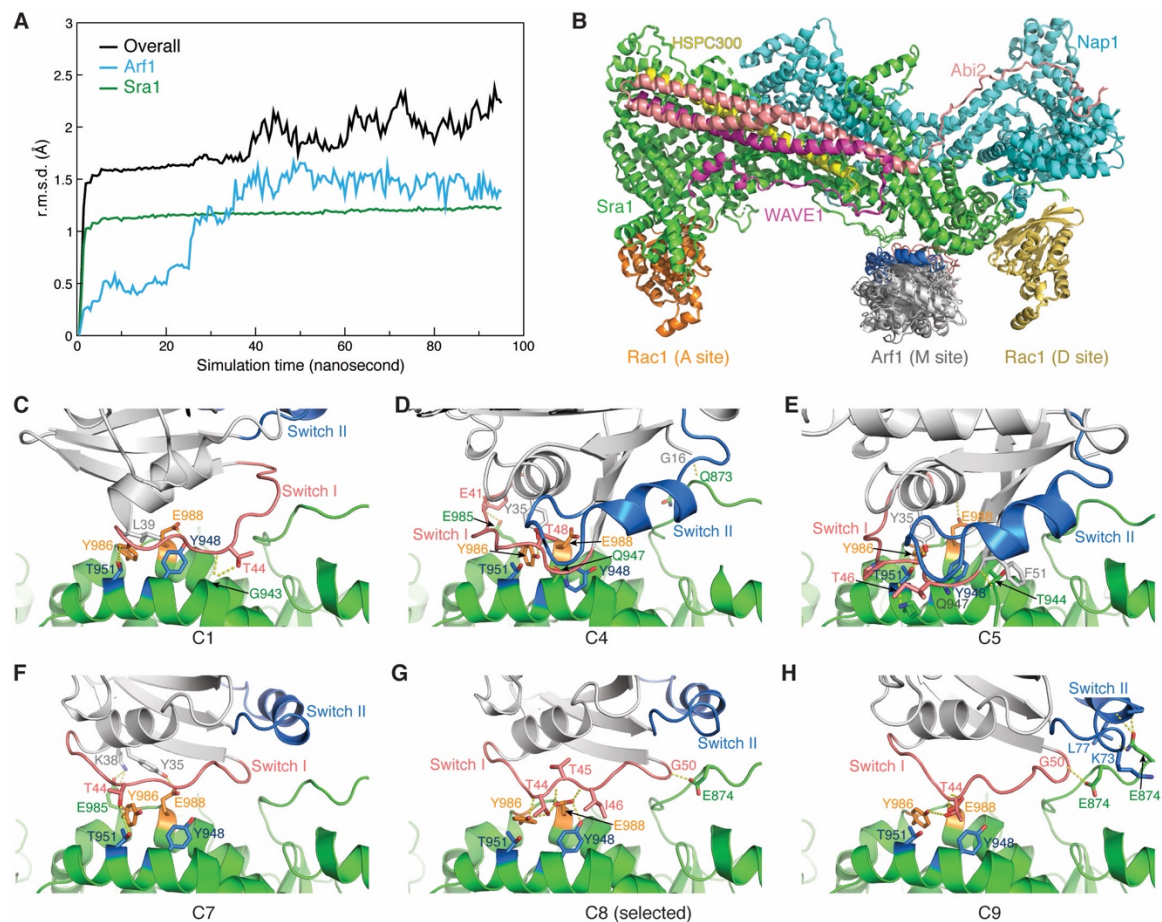 A
3
2.5
2
1.5
1
0.5
0
r.m.s.d. (Å)
Overall
Arf1
Sra1
0 20 40 60 80 100
Simulation time (nanosecond)
B
HSPC300
Nap1
Abi2
Sra1
WAVE1
Rac1 (A site)
Arf1 (M site)
Rac1 (D site)
C
Switch II
Switch I
L39
E988
Y986
Y948
T951
T44
G943
C1
D
G16
Q873
E41
Y35
E985
T48
Switch I
Switch II
E988
Y986
Q947
T951
Y948
C4
E
Switch I
Y35
E988
Switch II
Y986
T951
F51
T46
Y948
Q947
T944
C5
F
Switch II
K38
Y35
Switch I
T44
E985
Y986
E988
T951
Y948
C7
G
Switch II
Switch I
T45
G50
T44
Y986
I46
E874
E988
T951
Y948
C8 (selected)
H
Switch II
L77
Switch I
G50
K73
E874
T44
Y986
E988
E874
T951
Y948
C9